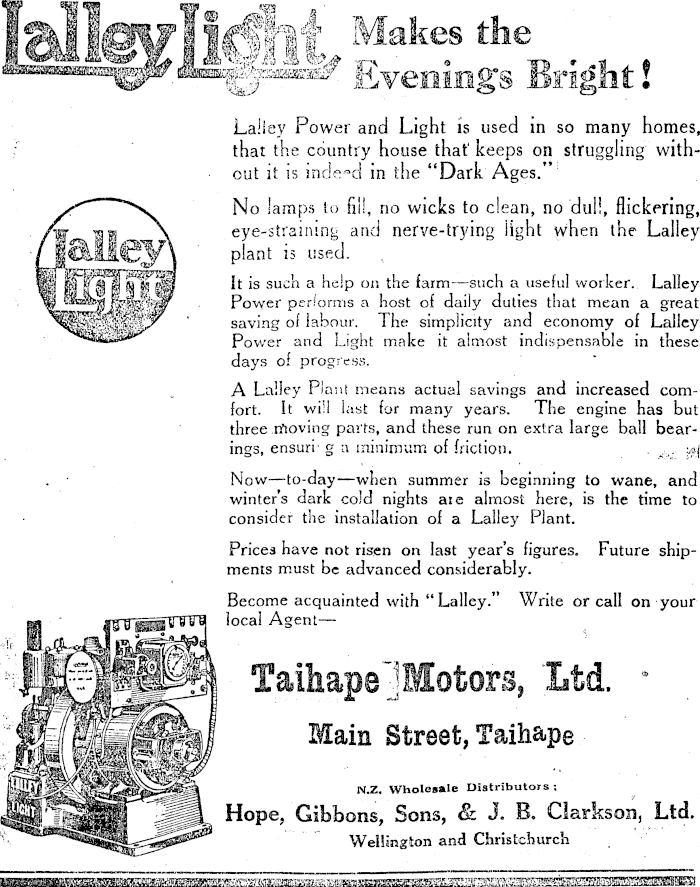 Lalley Light Makes the
Evenings Bright!
Lalley Power and Light is used in so many homes,
that the country house that keeps on struggling with-
out it is indeed in the “Dark Ages.”
No lamps to fill, no wicks to clean, no dull, flickering,
eye-straining and nerve-trying light when the Lalley
plant is used.
Lalley
Light
It is such a help on the farm—such a useful worker. Lalley
Power performs a host of daily duties that mean a great
saving of labour. The simplicity and economy of Lalley
Power and Light make it almost indispensable in these
days of progress.
A Lalley Plant means actual savings and increased com-
fort. It will last for many years. The engine has but
three moving parts, and these run on extra large ball bear-
ings, ensuring a minimum of friction.
Now—to-day—when summer is beginning to wane, and
winter's dark cold nights are almost here, is the time to
consider the installation of a Lalley Plant.
Prices have not risen on last year's figures. Future ship-
ments must be advanced considerably.
Become acquainted with “Lalley.” Write or call on your
local Agent—
Taihape Motors, Ltd.
Main Street, Taihape
LALLEY
LIGHT
N.Z. Wholesale Distributors:
Hope, Gibbons, Sons, & J. B. Clarkson, Ltd.
Wellington and Christchurch